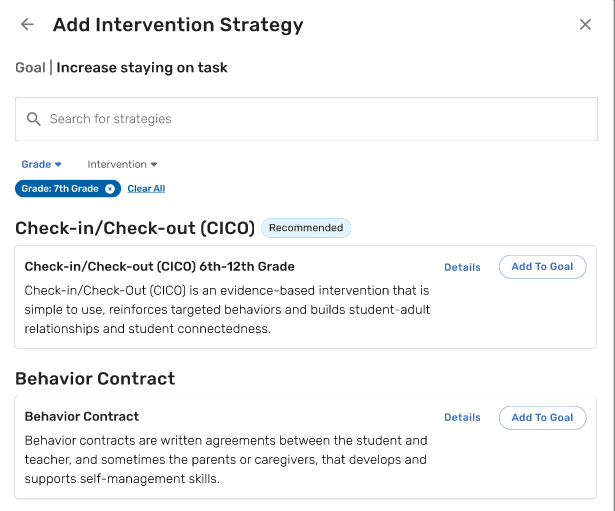 Add Intervention Strategy
Goal | Increase staying on task
Search for strategies
Grade Intervention
Grade: 7th Grade Clear All
Check-in/Check-out (CICO) Recommended
Check-in/Check-out (CICO) 6th-12th Grade Details Add To Goal
Check-in/Check-Out (CICO) is an evidence-based intervention that is
simple to use, reinforces targeted behaviors and builds student-adult
relationships and student connectedness.
Behavior Contract
Behavior Contract Details Add To Goal
Behavior contracts are written agreements between the student and
teacher, and sometimes the parents or caregivers, that develops and
supports self-management skills.